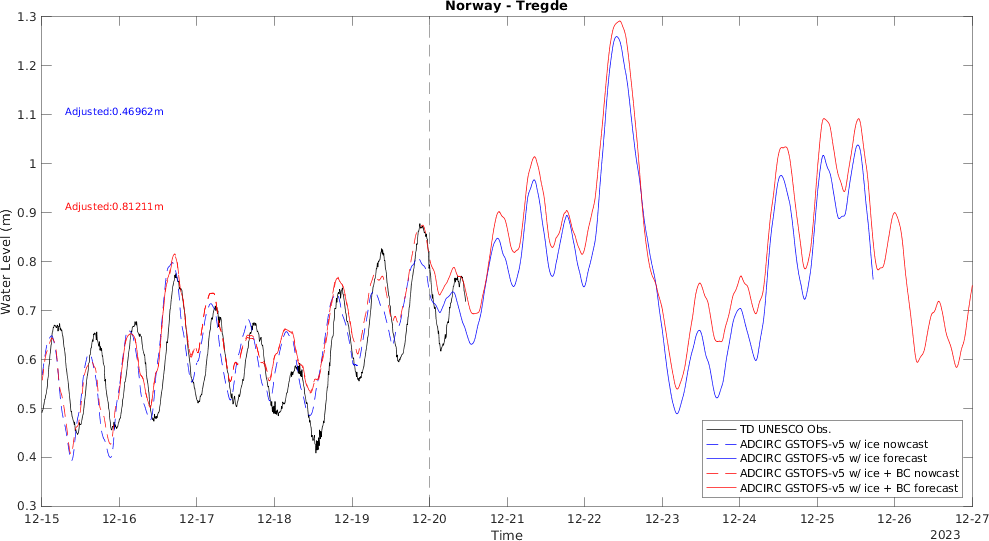 Norway - Tregde
1.3
1.2
1.1
1
0.9
0.8
0.7
0.6
0.5
0.4
0.3
Water Level (m)
Adjusted:0.46962m
Adjusted:0.81211m
TD UNESCO Obs.
ADCIRC GSTOFS-v5 w/ ice nowcast
ADCIRC GSTOFS-v5 w/ ice forecast
ADCIRC GSTOFS-v5 w/ ice + BC nowcast
ADCIRC GSTOFS-v5 w/ ice + BC forecast
12-15 12-16 12-17 12-18 12-19 12-20 12-21 12-22 12-23 12-24 12-25 12-26 12-27
Time
2023